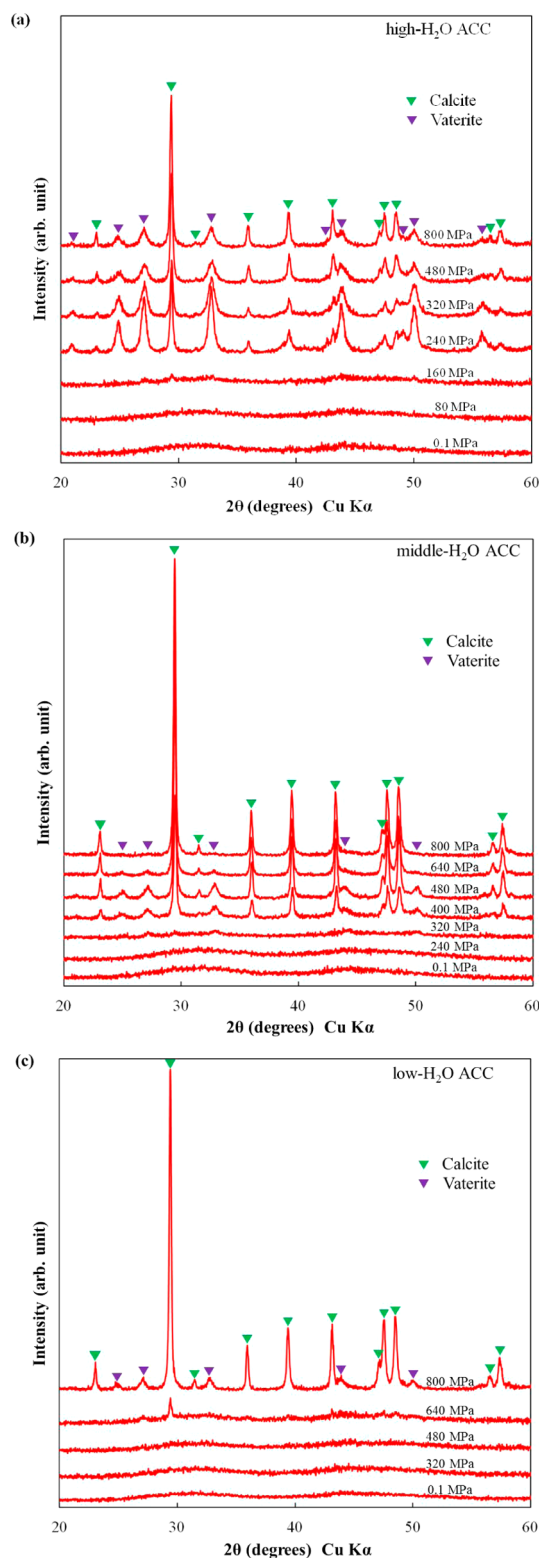 (a)
high-H₂O ACC
Calcite
Vaterite
800 MPa
480 MPa
320 MPa
240 MPa
160 MPa
80 MPa
0.1 MPa
Intensity (arb. unit)
20 30 40 50 60
2θ (degrees) Cu Kα
(b)
middle-H₂O ACC
Calcite
Vaterite
800 MPa
640 MPa
480 MPa
400 MPa
320 MPa
240 MPa
0.1 MPa
Intensity (arb. unit)
20 30 40 50 60
2θ (degrees) Cu Kα
(c)
low-H₂O ACC
Calcite
Vaterite
800 MPa
640 MPa
480 MPa
320 MPa
0.1 MPa
Intensity (arb. unit)
20 30 40 50 60
2θ (degrees) Cu Kα